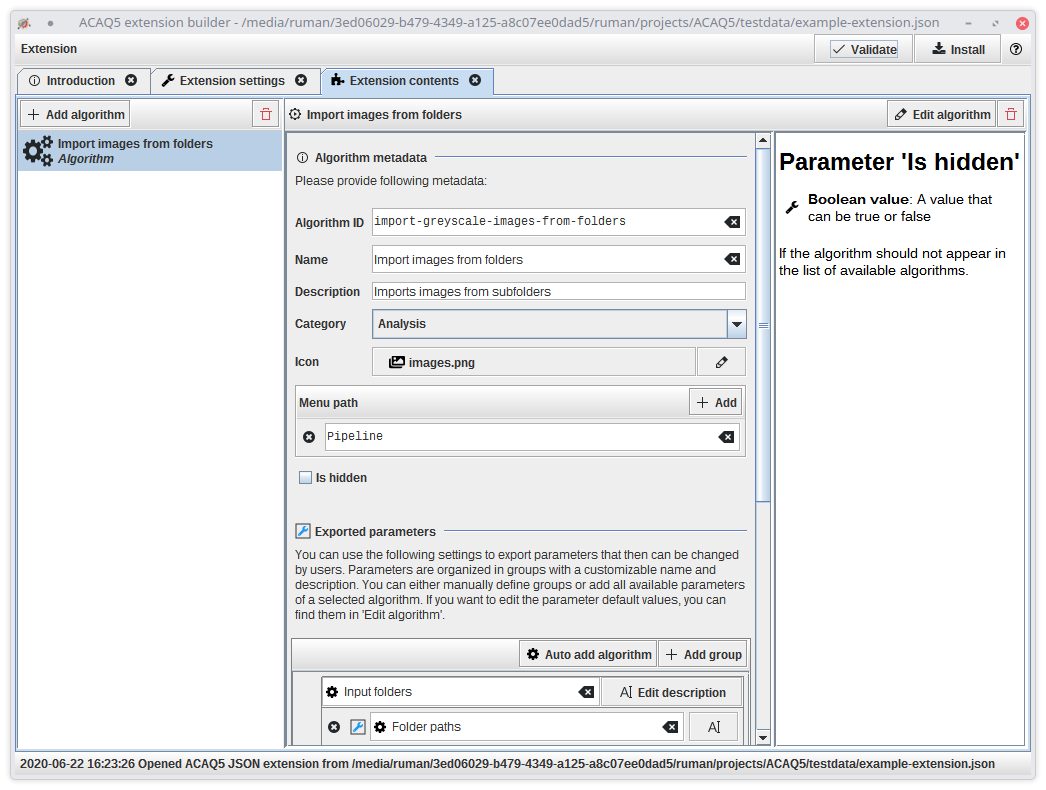 ACAQ5 extension builder - /media/ruman/3ed06029-b479-4349-a125-a8c07ee0dad5/ruman/projects/ACAQ5/testdata/example-extension.json
Extension
Validate
Install
Introduction
Extension settings
Extension contents
Add algorithm
Import images from folders
Algorithm
Import images from folders
Edit algorithm
Algorithm metadata
Please provide following metadata:
Algorithm ID
import-greyscale-images-from-folders
Name
Import images from folders
Description
Imports images from subfolders
Category
Analysis
Icon
images.png
Menu path
Add
Pipeline
Is hidden
Exported parameters
You can use the following settings to export parameters that then can be changed
by users. Parameters are organized in groups with a customizable name and
description. You can either manually define groups or add all available parameters
of a selected algorithm. If you want to edit the parameter default values, you can
find them in 'Edit algorithm'.
Auto add algorithm
Add group
Input folders
Edit description
Folder paths
Parameter 'Is hidden'
Boolean value: A value that
can be true or false
If the algorithm should not appear in
the list of available algorithms.
2020-06-22 16:23:26 Opened ACAQ5 JSON extension from /media/ruman/3ed06029-b479-4349-a125-a8c07ee0dad5/ruman/projects/ACAQ5/testdata/example-extension.json